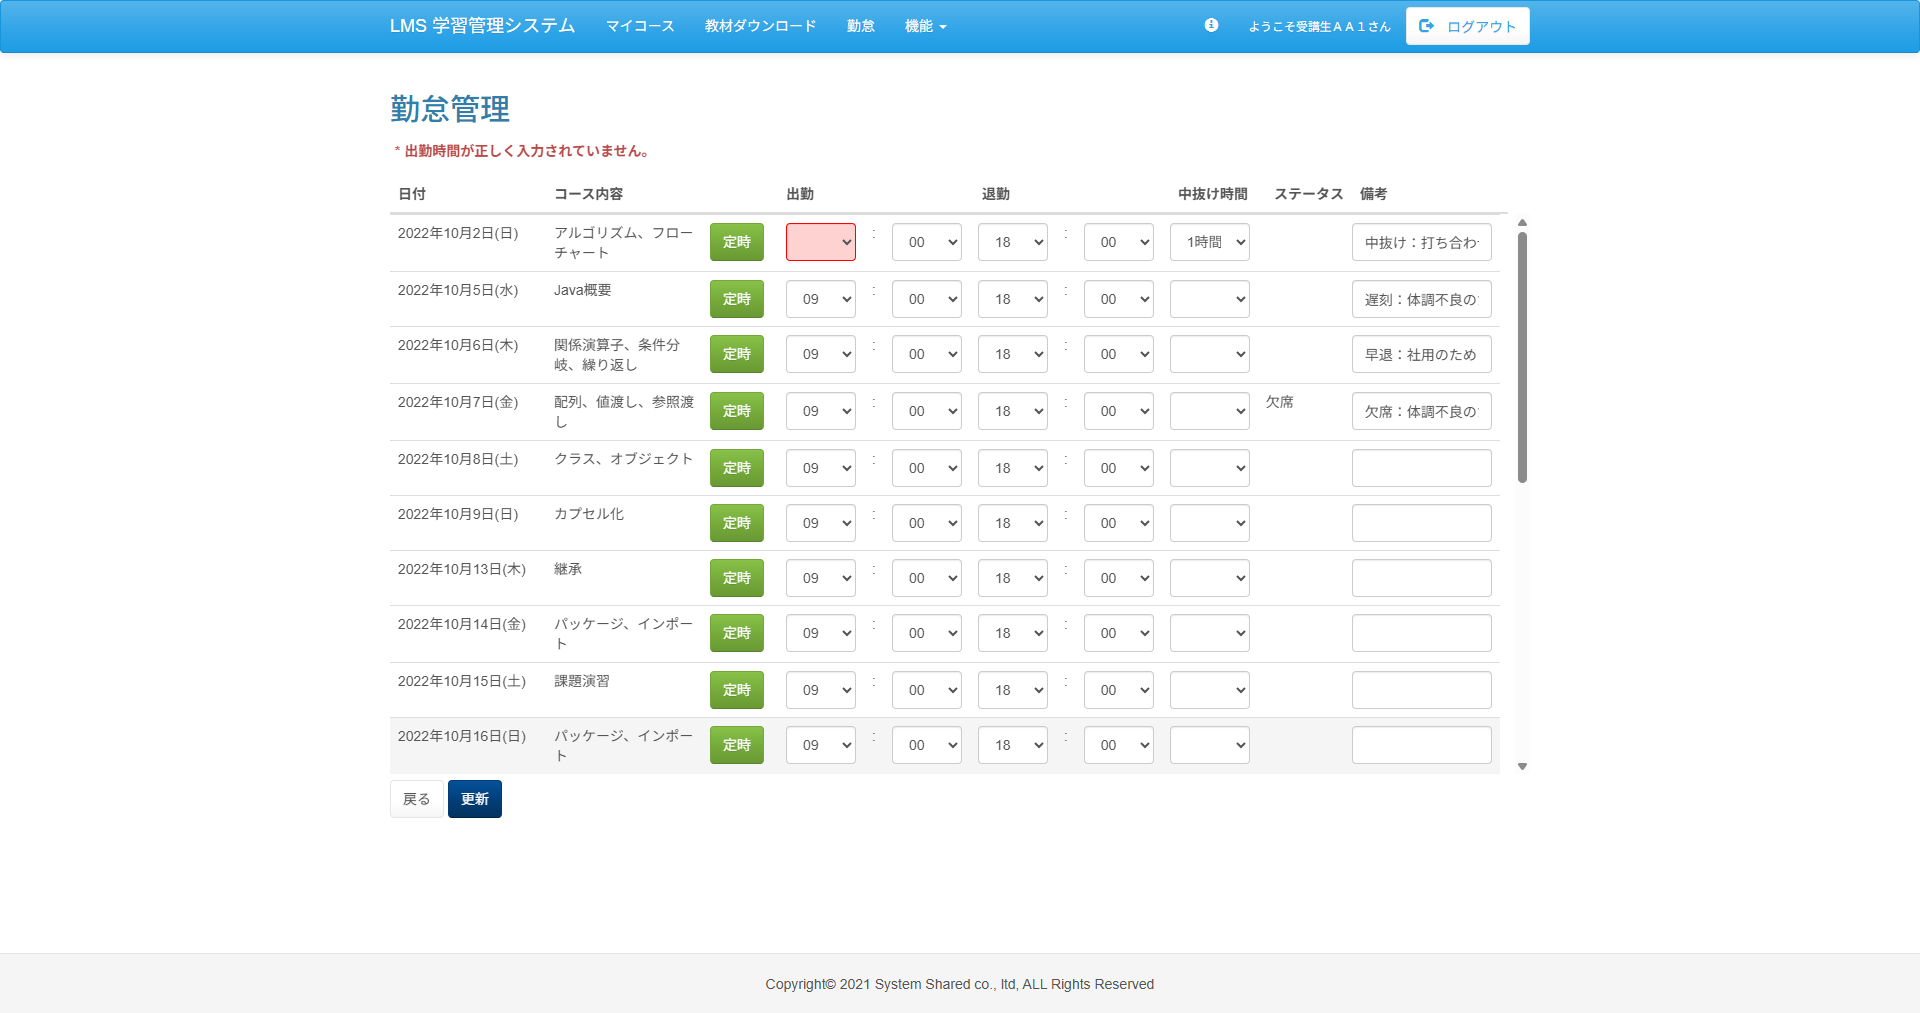 LMS 学習管理システム マイコース 教材ダウンロード 勤怠 機能 ようこそ受講生ＡＡ１さん ログアウト
勤怠管理
* 出勤時間が正しく入力されていません。
日付 コース内容 出勤 退勤 中抜け時間 ステータス 備考
2022年10月2日(日) アルゴリズム、フロー
チャート 定時 : 00 18 : 00 1時間 中抜け：打ち合わ
2022年10月5日(水) Java概要 定時 09 : 00 18 : 00 遅刻：体調不良の
2022年10月6日(木) 関係演算子、条件分
岐、繰り返し 定時 09 : 00 18 : 00 早退：社用のため
2022年10月7日(金) 配列、値渡し、参照渡
し 定時 09 : 00 18 : 00 欠席 欠席：体調不良の
2022年10月8日(土) クラス、オブジェクト 定時 09 : 00 18 : 00
2022年10月9日(日) カプセル化 定時 09 : 00 18 : 00
2022年10月13日(木) 継承 定時 09 : 00 18 : 00
2022年10月14日(金) パッケージ、インポー
ト 定時 09 : 00 18 : 00
2022年10月15日(土) 課題演習 定時 09 : 00 18 : 00
2022年10月16日(日) パッケージ、インポー
ト 定時 09 : 00 18 : 00
戻る 更新
Copyright© 2021 System Shared co., ltd, ALL Rights Reserved